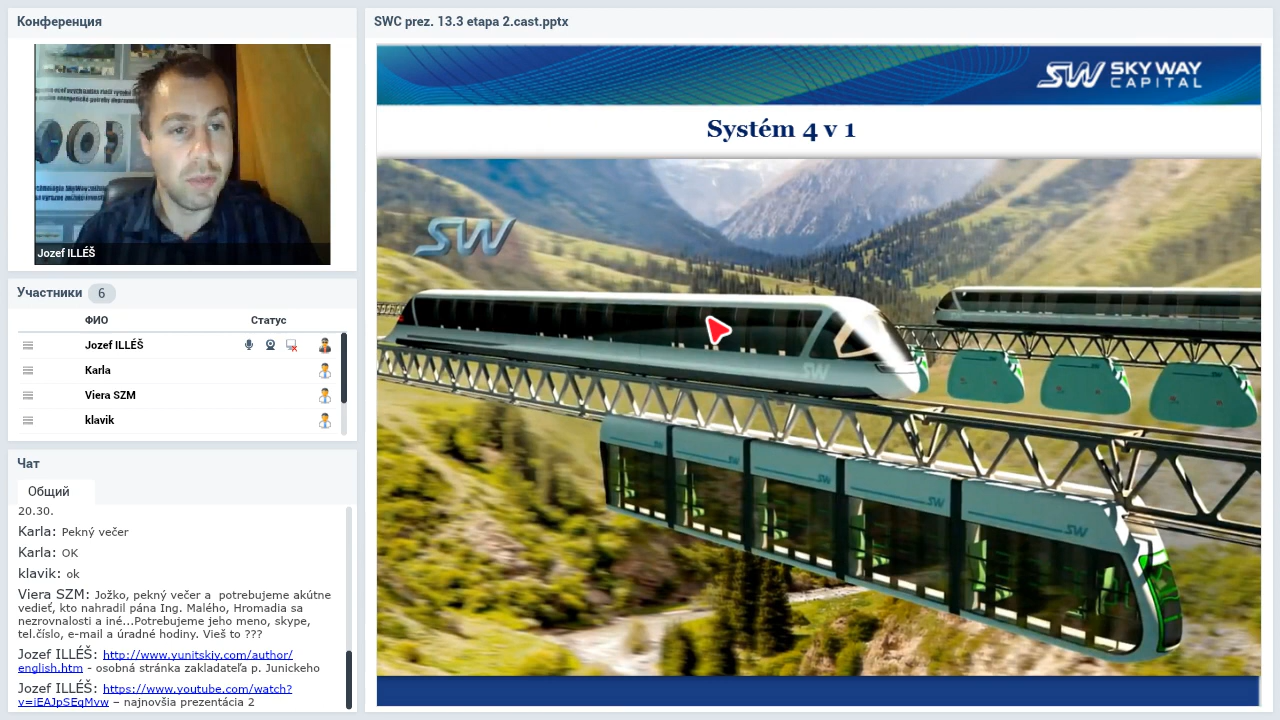 Конференция
Jozef ILLÉŠ
Участники 6
ФИО Статус
Jozef ILLÉŠ
Karla
Viera SZM
klavik
Чат
Общий
20.30.
Karla: Pekný večer
Karla: OK
klavik: ok
Viera SZM: Jožko, pekný večer a potrebujeme akútne
vedieť, kto nahradil pána Ing. Malého, Hromadia sa
nezrovnalosti a iné...Potrebujeme jeho meno, skype,
tel.číslo, e-mail a úradné hodiny. Vieš to ???
Jozef ILLÉŠ: http://www.yunitskiy.com/author/
english.htm - osobná stránka zakladateľa p. Junickeho
Jozef ILLÉŠ: https://www.youtube.com/watch?
v=iEAJpSEqMvw – najnovšia prezentácia 2
SWC prez. 13.3 etapa 2.cast.pptx
SW SKY WAY
CAPITAL
Systém 4 v 1
SW
SW
SW
SW
SW
SW
SW